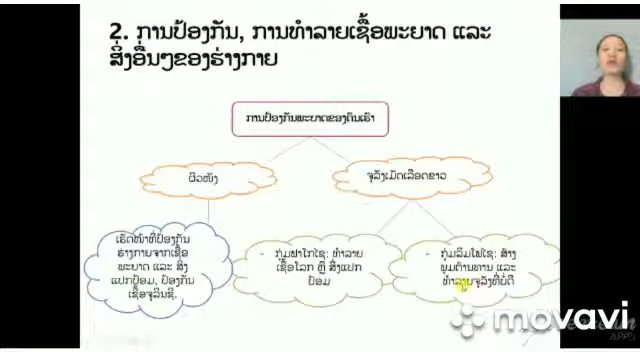 2. ການປ້ອງກັນ, ການທຳລາຍເຊື້ອພະຍາດ ແລະ
ສິ່ງອື່ນໆຂອງຮ່າງກາຍ
ການປ້ອງກັນພະຍາດຂອງຄົນເຮົາ
ຜິວໜັງ
ຈຸລັງເມັດເລືອດຂາວ
ເຮັດໜ້າທີ່ປ້ອງກັນ
ຮ່າງກາຍຈາກເຊື້ອ
ພະຍາດ ແລະ ສິ່ງ
ແປກປ້ອມ, ປ້ອງກັນ
ເຊື້ອຈຸລິນຊີ.
- ກຸ່ມຟາໂກໄຊ: ທຳລາຍ
ເຊື້ອໂລກ ຫຼື ສິ່ງແປກ
ປ້ອມ
- ກຸ່ມລິມໂຟໄຊ: ສ້າງ
ພູມຕ້ານທານ ແລະ
ທຳລາຍຈຸລັງທີ່ບໍ່ດີ
movavi